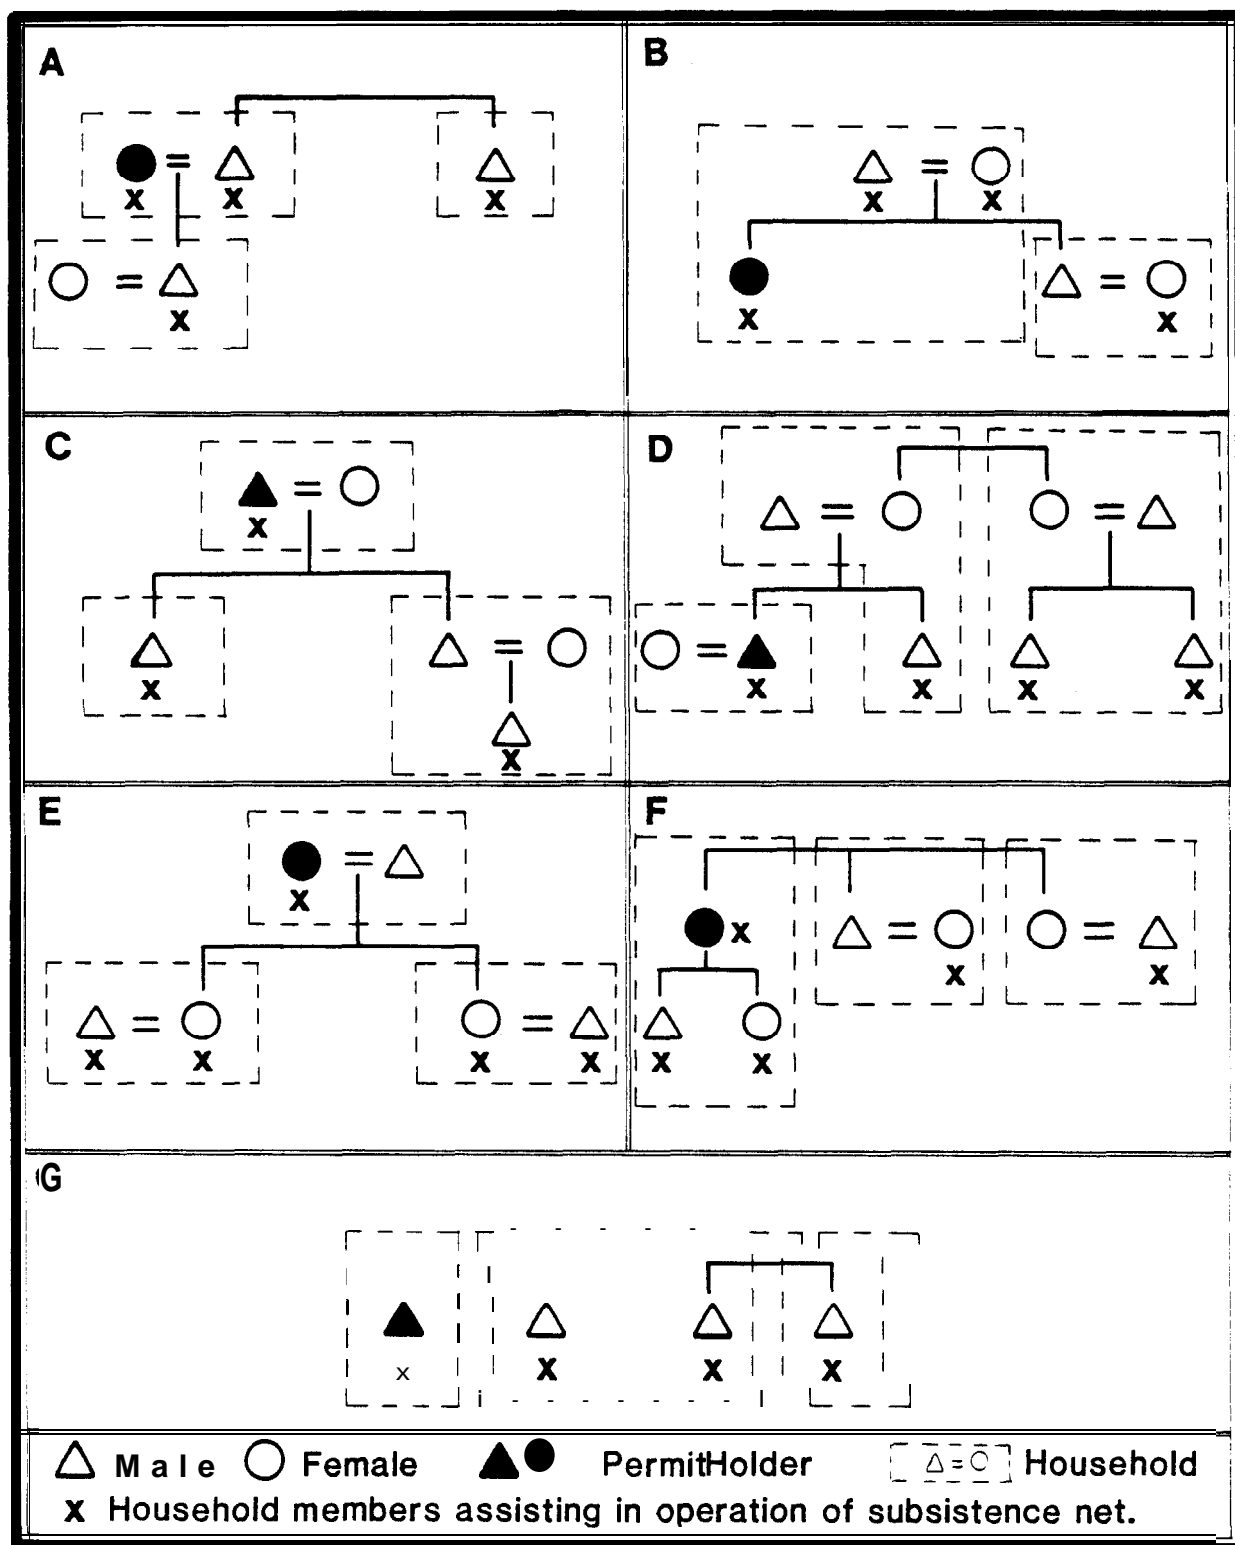 A
B
= X X X
= X X
= X
X = X
C
D
= X
= =
X = X
= X X X X
E
F
= X
X = = X X
= X X = X X X X
G
x X X X
Male Female PermitHolder = Household
x Household members assisting in operation of subsistence net.